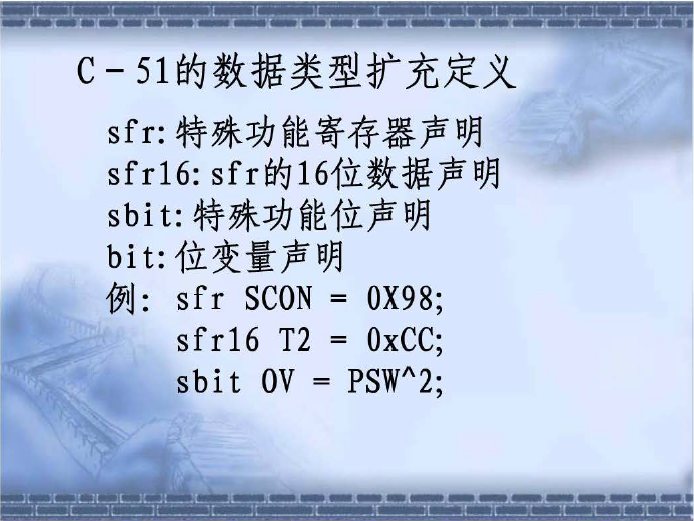 C-51的数据类型扩充定义
sfr:特殊功能寄存器声明
sfr16:sfr的16位数据声明
sbit:特殊功能位声明
bit:位变量声明
例: sfr SCON = 0X98;
sfr16 T2 = 0xCC;
sbit OV = PSW^2;